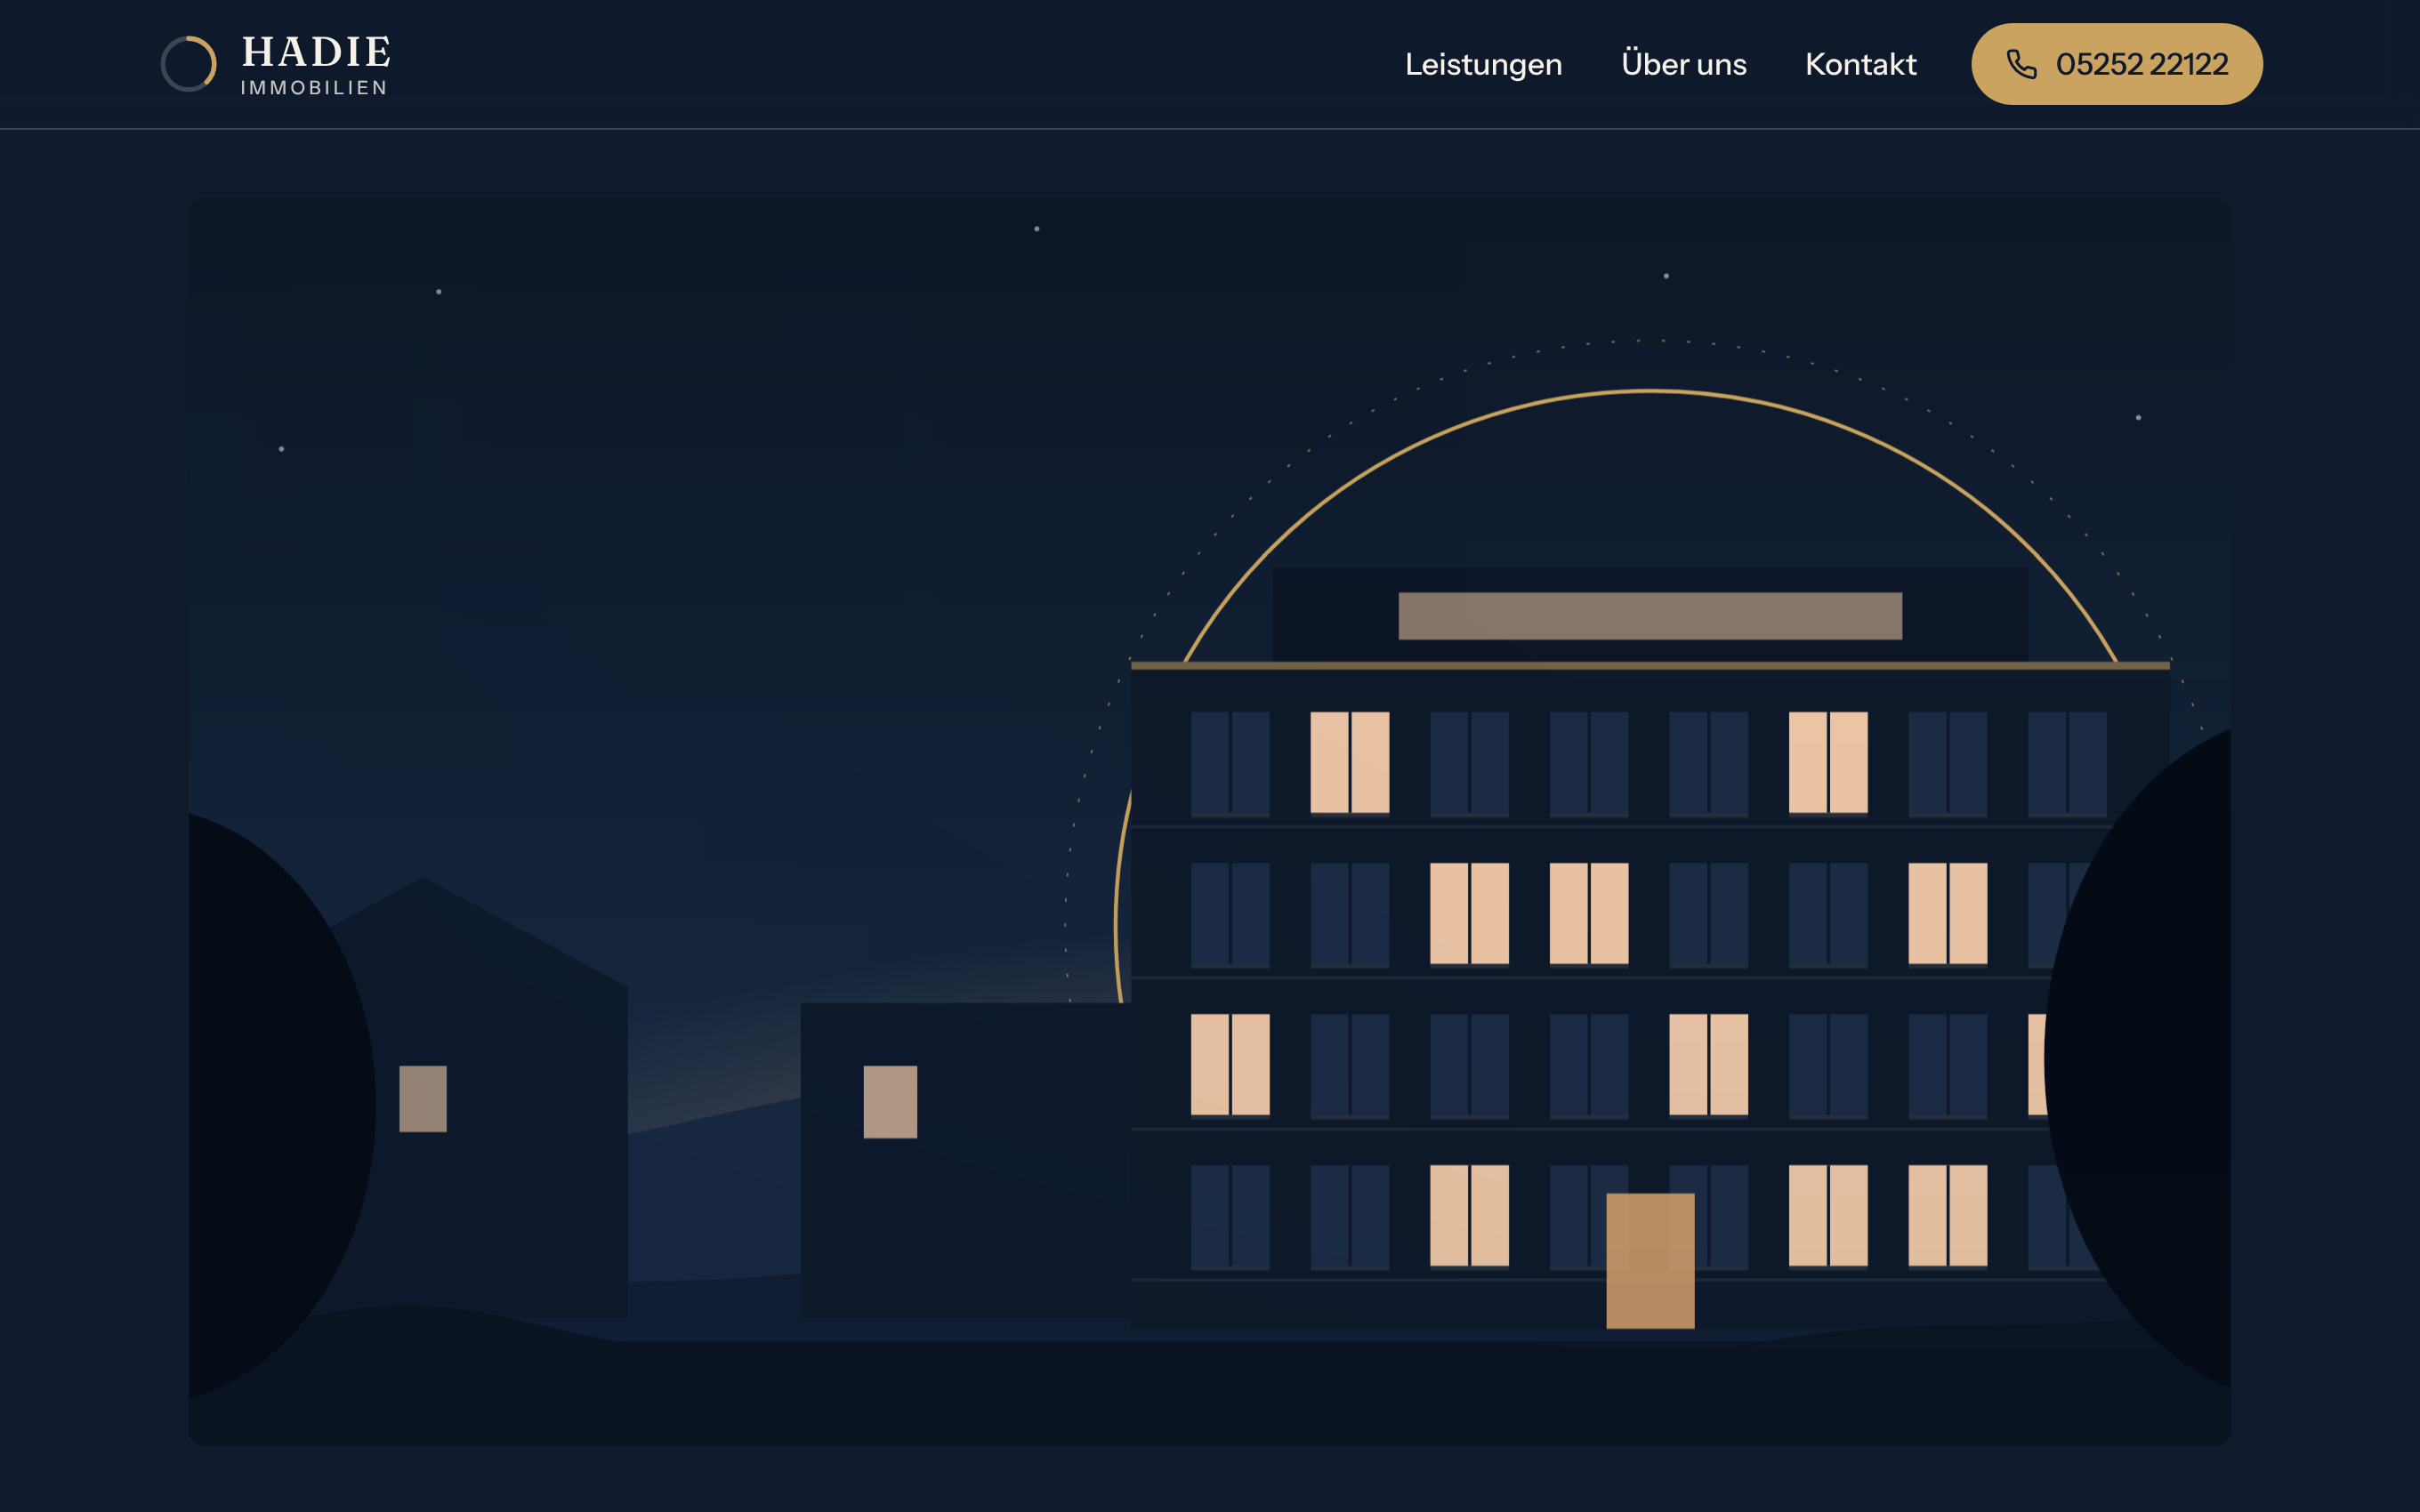 HADIE
IMMOBILIEN
Leistungen
Über uns
Kontakt
05252 22122